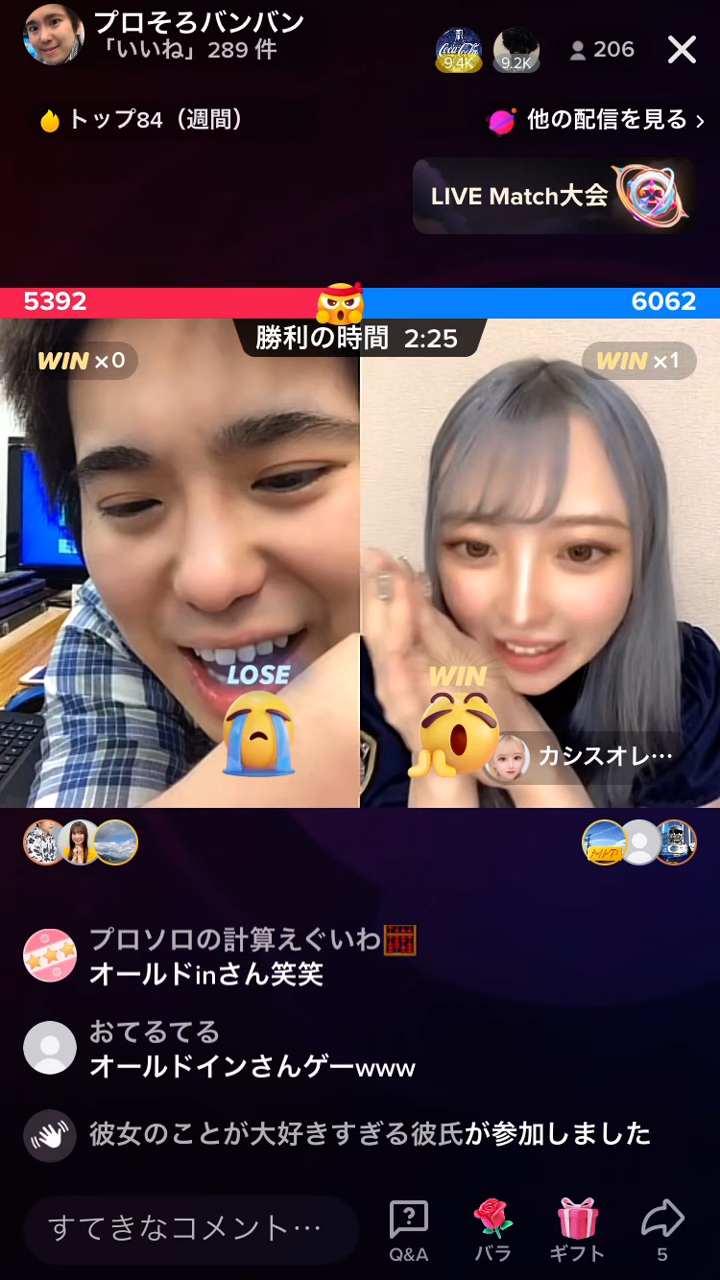 プロそろバンバン
「いいね」289 件
9.4K
9.2K
206
トップ84（週間）
他の配信を見る
LIVE Match大会
5392
6062
勝利の時間 2:25
WIN ×0
WIN ×1
LOSE
WIN
カシスオレ…
プロソロの計算えぐいわ🧮
オールドinさん笑笑
おてるてる
オールドインさんゲーwww
彼女のことが大好きすぎる彼氏が参加しました
すてきなコメント…
Q&A
バラ
ギフト
5